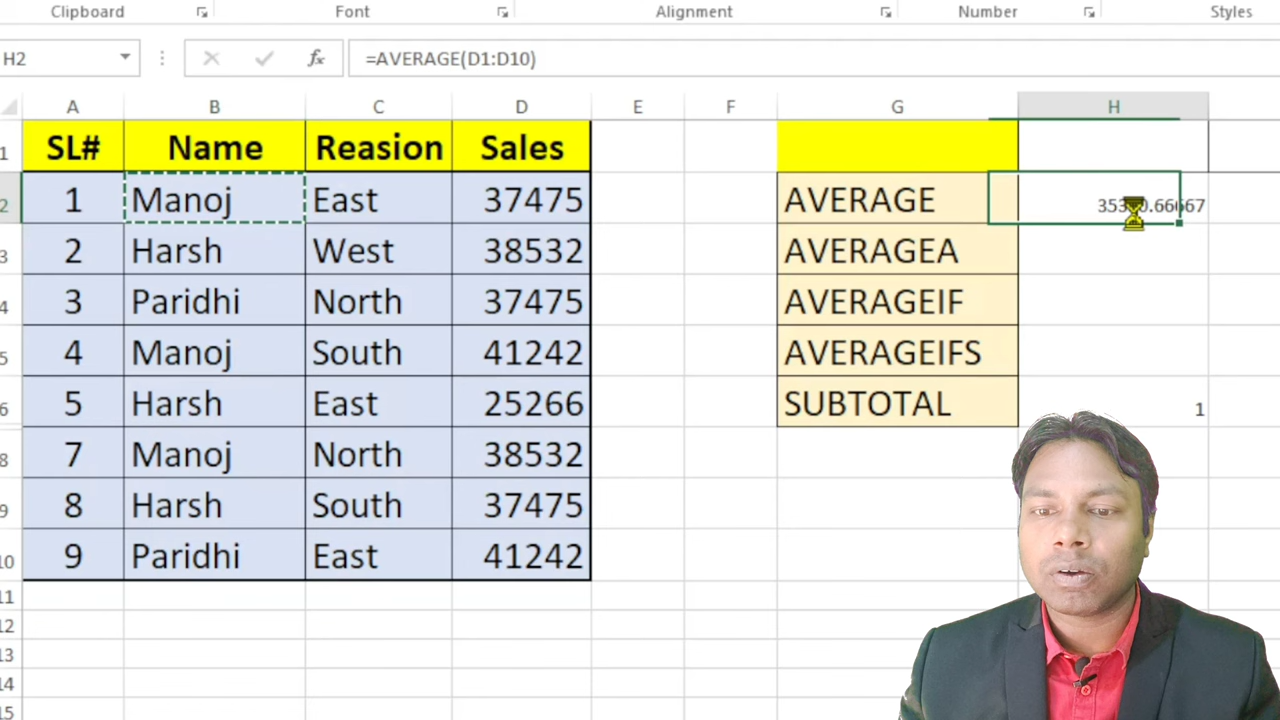 Clipboard Font Alignment Number Styles
H2 fx =AVERAGE(D1:D10)
A B C D E F G H
1 SL# Name Reasion Sales
2 1 Manoj East 37475 AVERAGE
3 2 Harsh West 38532 AVERAGEA
4 3 Paridhi North 37475 AVERAGEIF
5 4 Manoj South 41242 AVERAGEIFS
6 5 Harsh East 25266 SUBTOTAL 1
8 7 Manoj North 38532
9 8 Harsh South 37475
10 9 Paridhi East 41242
11
12
13
14
15